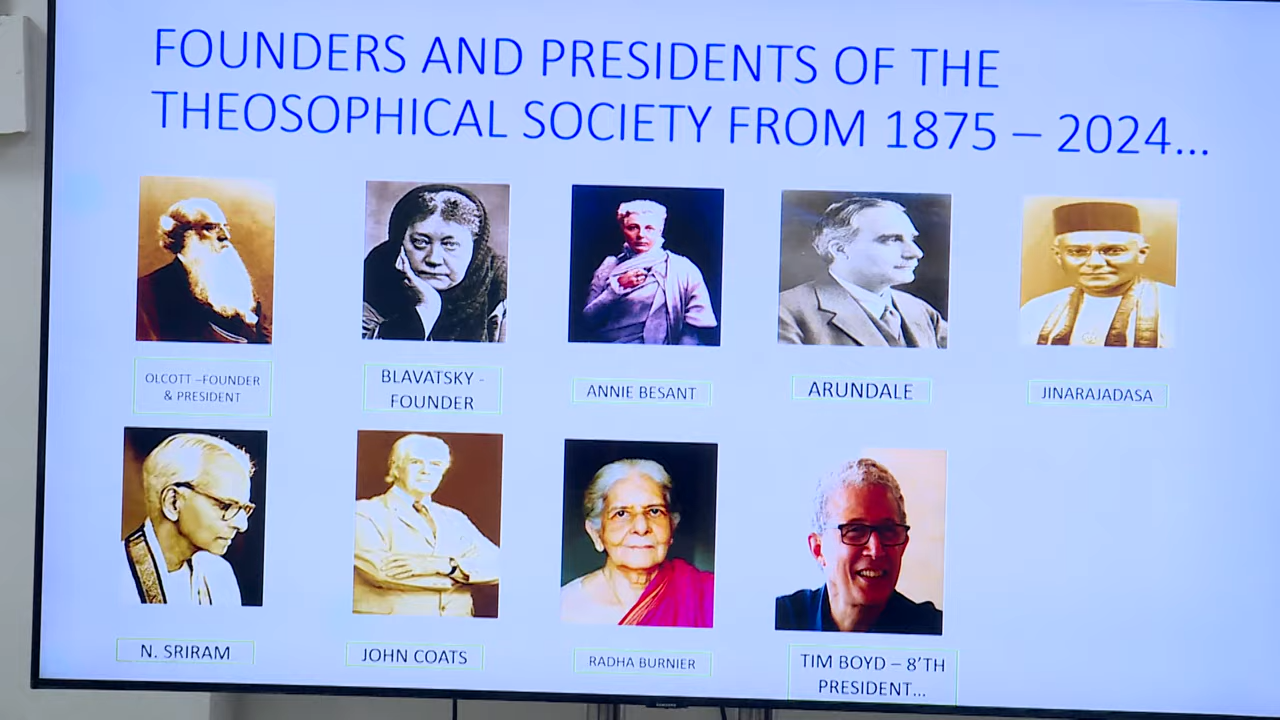 FOUNDERS AND PRESIDENTS OF THE
THEOSOPHICAL SOCIETY FROM 1875 – 2024...
OLCOTT –FOUNDER
& PRESIDENT
BLAVATSKY -
FOUNDER
ANNIE BESANT
ARUNDALE
JINARAJADASA
N. SRIRAM
JOHN COATS
RADHA BURNIER
TIM BOYD – 8'TH
PRESIDENT...
SAMSUNG